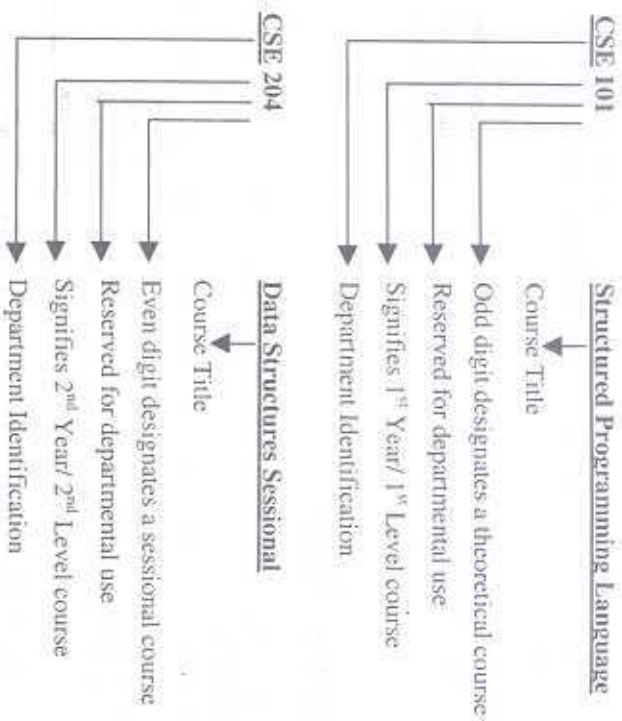 CSE 101 Structured Programming Language
Course Title
Odd digit designates a theoretical course
Reserved for departmental use
Signifies 1st Year/ 1st Level course
Department Identification
CSE 204 Data Structures Sessional
Course Title
Even digit designates a sessional course
Reserved for departmental use
Signifies 2nd Year/ 2nd Level course
Department Identification